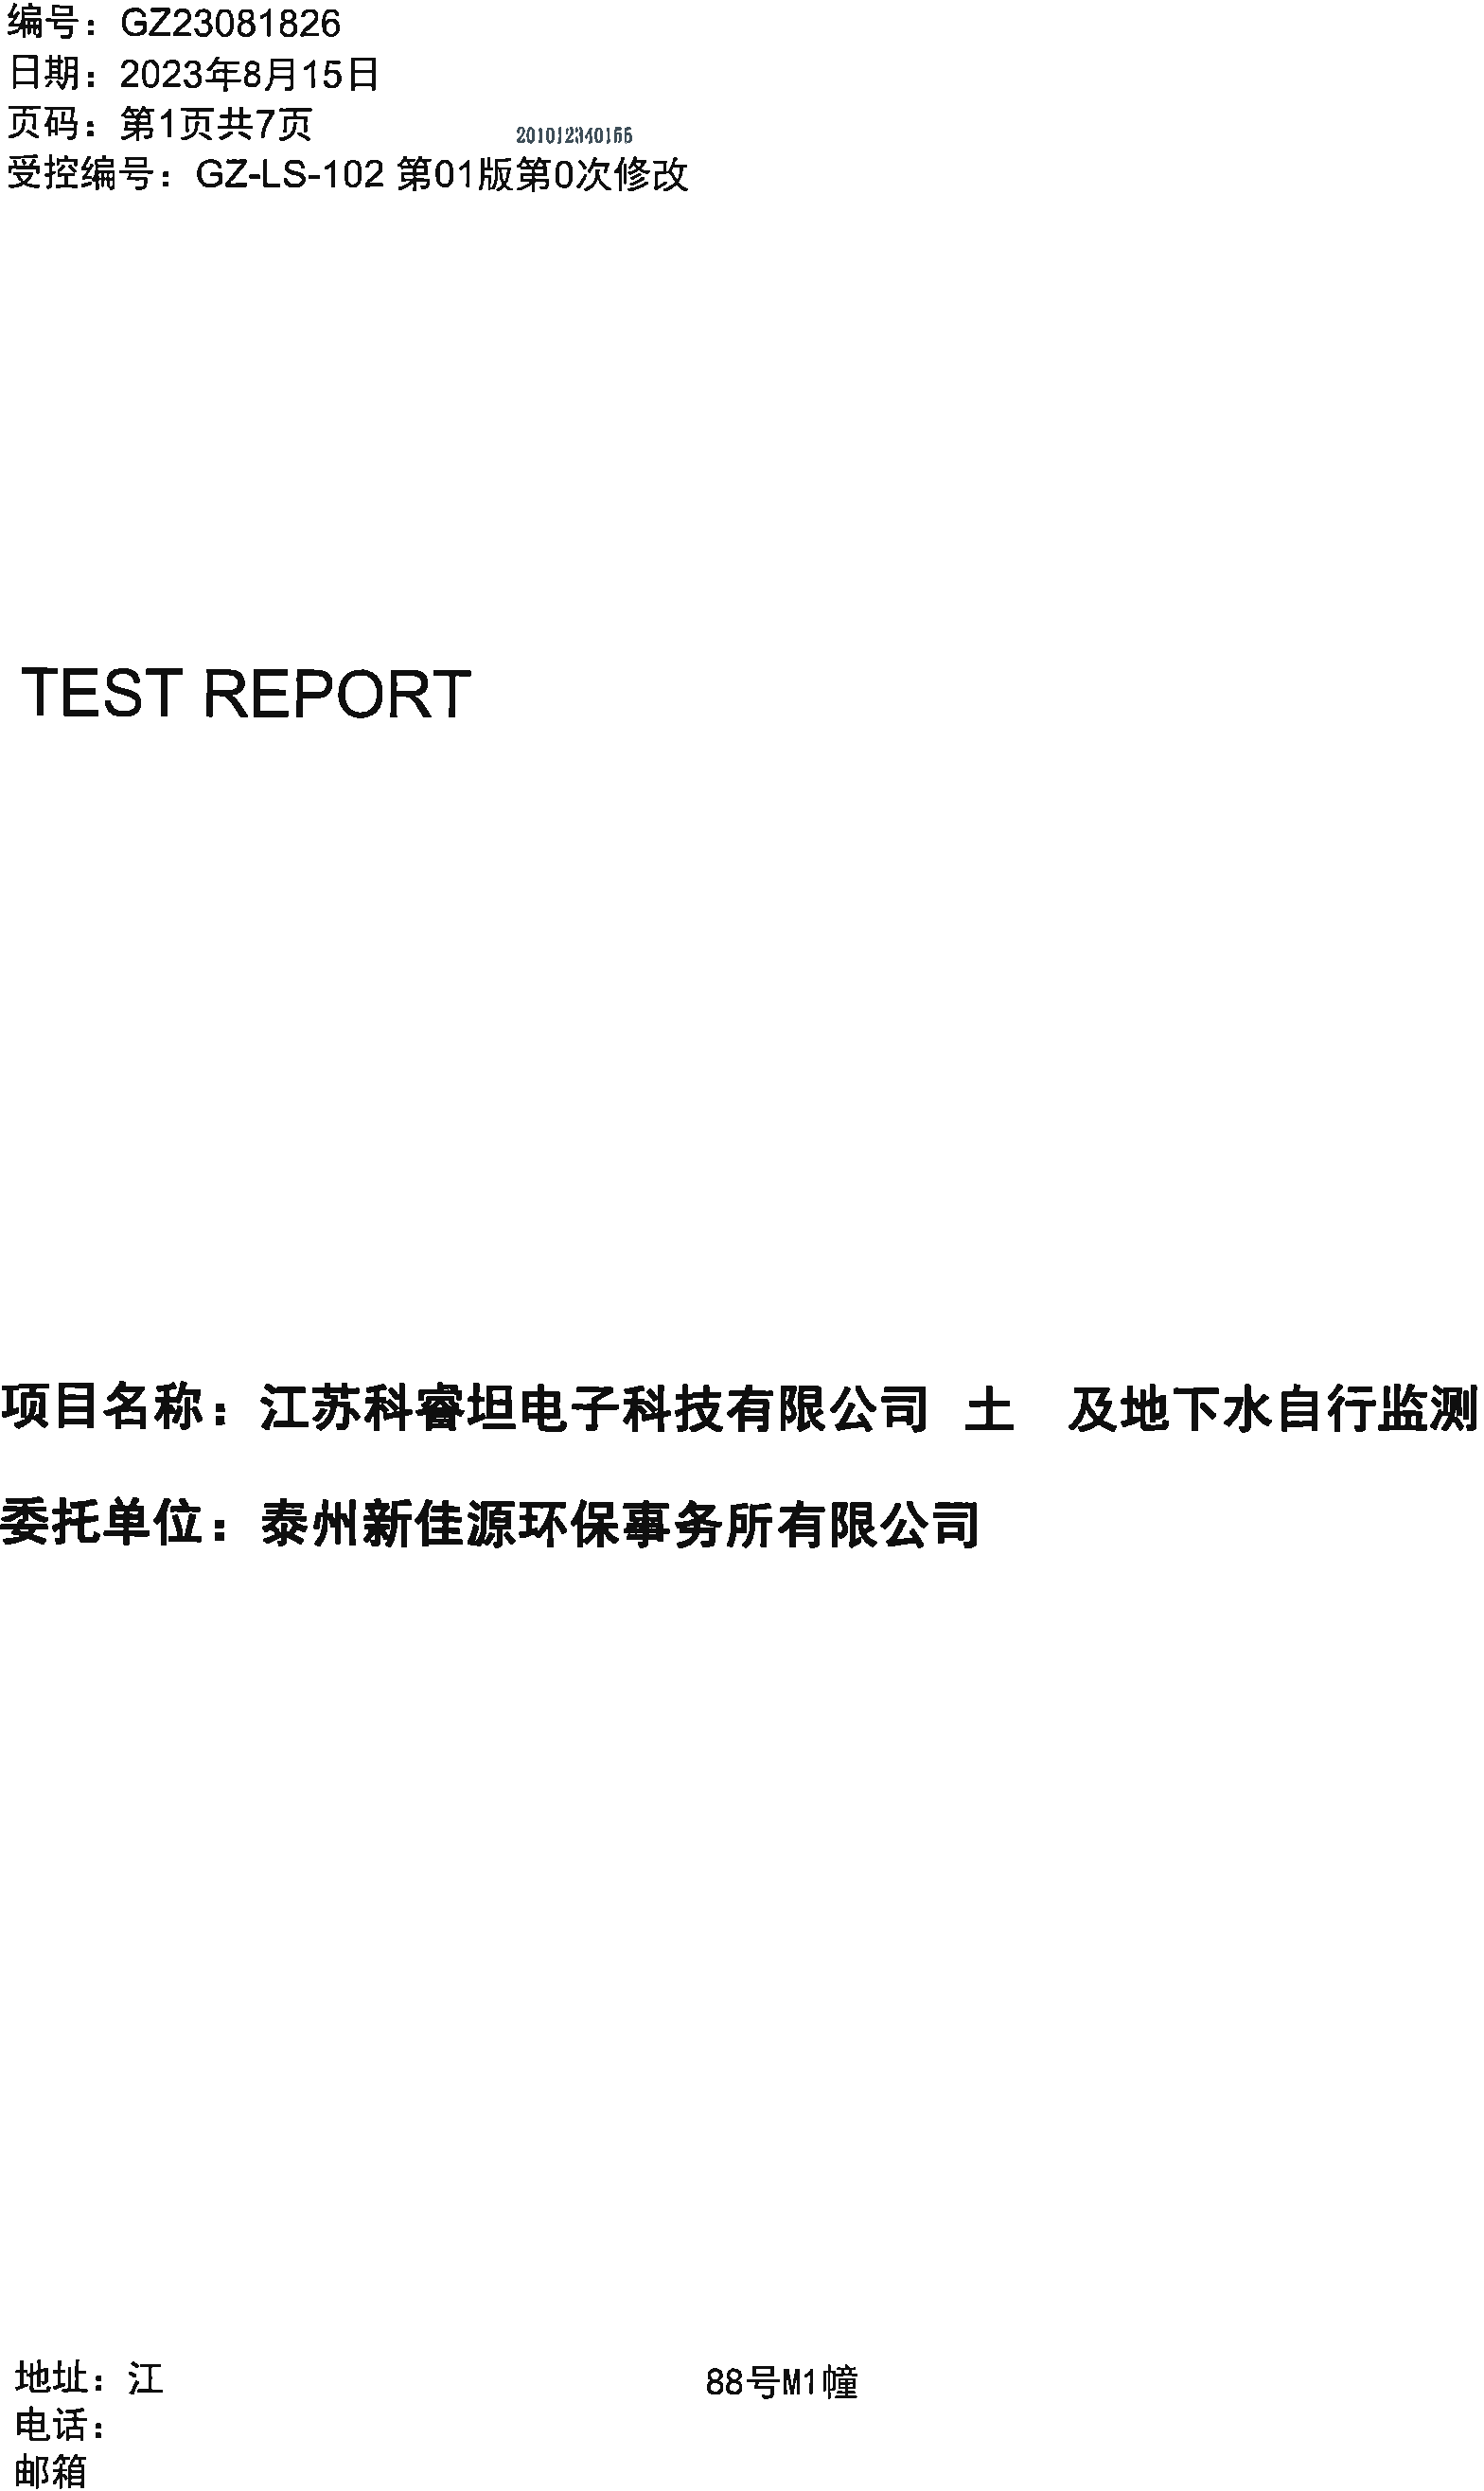 编号：GZ23081826
日期：2023年8月15日
页码：第1页共7页
201012340166
受控编号：GZ-LS-102 第01版第0次修改
TEST REPORT
项目名称：江苏科睿坦电子科技有限公司 土 及地下水自行监测
委托单位：泰州新佳源环保事务所有限公司
地址：江 88号M1幢
电话：
邮箱